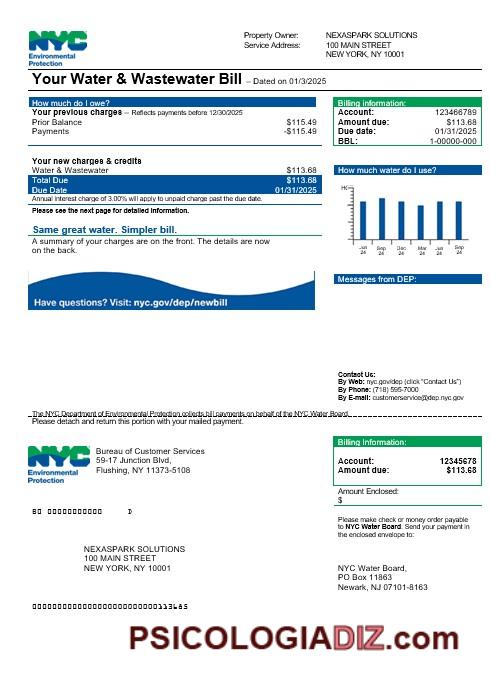 NYC
Environmental
Protection
Property Owner: NEXASPARK SOLUTIONS
Service Address: 100 MAIN STREET
NEW YORK, NY 10001
Your Water & Wastewater Bill – Dated on 01/3/2025
How much do I owe?
Your previous charges – Reflects payments before 12/30/2025
Prior Balance $115.49
Payments -$115.49
Your new charges & credits
Water & Wastewater $113.68
Total Due $113.68
Due Date 01/31/2025
Annual interest charge of 3.00% will apply to unpaid charge past the due date.
Please see the next page for detailed information.
Same great water. Simpler bill.
A summary of your charges are on the front. The details are now
on the back.
Have questions? Visit: nyc.gov/dep/newbill
Billing information:
Account: 123466789
Amount due: $113.68
Due date: 01/31/2025
BBL: 1-00000-000
How much water do I use?
Jun Sep Dec Mar Jun Sep
24 24 24 24 24 24
Messages from DEP:
Contact Us:
By Web: nyc.gov/dep (click "Contact Us")
By Phone: (718) 595-7000
By E-mail: customerservice@dep.nyc.gov
The NYC Department of Environmental Protection collects bill payments on behalf of the NYC Water Board.
Please detach and return this portion with your mailed payment.
NYC
Environmental
Protection
Bureau of Customer Services
59-17 Junction Blvd,
Flushing, NY 11373-5108
Billing Information:
Account: 12345678
Amount due: $113.68
Amount Enclosed:
$
Please make check or money order payable
to NYC Water Board. Send your payment in
the enclosed envelope to:
NEXASPARK SOLUTIONS
100 MAIN STREET
NEW YORK, NY 10001
NYC Water Board,
PO Box 11863
Newark, NJ 07101-8163
PSICOLOGIADIZ.com